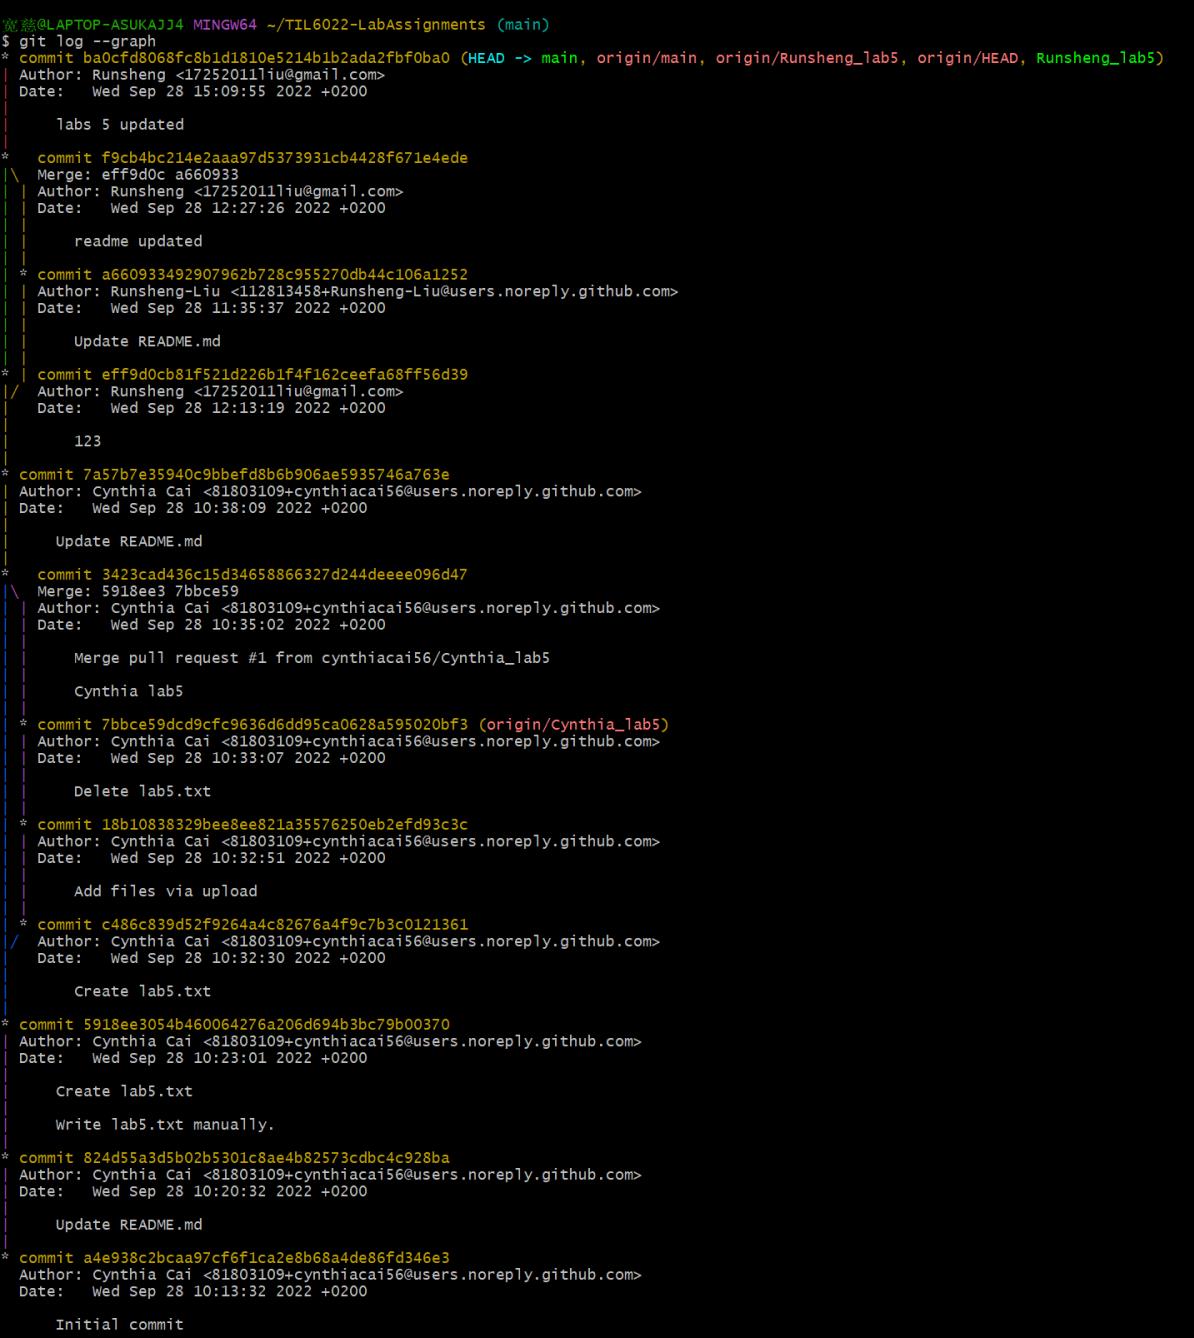 @LAPTOP-ASUKAJJ4 MINGW64 ~/TIL6022-LabAssignments (main)
$ git log --graph
* commit ba0cfd8068fc8b1d1810e5214b1b2ada2fbf0ba0 (HEAD -> main, origin/main, origin/Runsheng_lab5, origin/HEAD, Runsheng_lab5)
| Author: Runsheng <17252011liu@gmail.com>
| Date:   Wed Sep 28 15:09:55 2022 +0200
|
|     labs 5 updated
|
*   commit f9cb4bc214e2aaa97d5373931cb4428f671e4ede
|\  Merge: eff9d0c a660933
| | Author: Runsheng <17252011liu@gmail.com>
| | Date:   Wed Sep 28 12:27:26 2022 +0200
| |
| |     readme updated
| |
| * commit a660933492907962b728c955270db44c106a1252
| | Author: Runsheng-Liu <112813458+Runsheng-Liu@users.noreply.github.com>
| | Date:   Wed Sep 28 11:35:37 2022 +0200
| |
| |     Update README.md
| |
* | commit eff9d0cb81f521d226b1f4f162ceefa68ff56d39
|/  Author: Runsheng <17252011liu@gmail.com>
|   Date:   Wed Sep 28 12:13:19 2022 +0200
|
|       123
|
* commit 7a57b7e35940c9bbefd8b6b906ae5935746a763e
| Author: Cynthia Cai <81803109+cynthiacai56@users.noreply.github.com>
| Date:   Wed Sep 28 10:38:09 2022 +0200
|
|     Update README.md
|
*   commit 3423cad436c15d34658866327d244deeee096d47
|\  Merge: 5918ee3 7bbce59
| | Author: Cynthia Cai <81803109+cynthiacai56@users.noreply.github.com>
| | Date:   Wed Sep 28 10:35:02 2022 +0200
| |
| |     Merge pull request #1 from cynthiacai56/Cynthia_lab5
| |
| |     Cynthia lab5
| |
| * commit 7bbce59dcd9cfc9636d6dd95ca0628a595020bf3 (origin/Cynthia_lab5)
| | Author: Cynthia Cai <81803109+cynthiacai56@users.noreply.github.com>
| | Date:   Wed Sep 28 10:33:07 2022 +0200
| |
| |     Delete lab5.txt
| |
| * commit 18b10838329bee8ee821a35576250eb2efd93c3c
| | Author: Cynthia Cai <81803109+cynthiacai56@users.noreply.github.com>
| | Date:   Wed Sep 28 10:32:51 2022 +0200
| |
| |     Add files via upload
| |
| * commit c486c839d52f9264a4c82676a4f9c7b3c0121361
|/  Author: Cynthia Cai <81803109+cynthiacai56@users.noreply.github.com>
|   Date:   Wed Sep 28 10:32:30 2022 +0200
|
|       Create lab5.txt
|
* commit 5918ee3054b460064276a206d694b3bc79b00370
| Author: Cynthia Cai <81803109+cynthiacai56@users.noreply.github.com>
| Date:   Wed Sep 28 10:23:01 2022 +0200
|
|     Create lab5.txt
|
|     Write lab5.txt manually.
|
* commit 824d55a3d5b02b5301c8ae4b82573cdbc4c928ba
| Author: Cynthia Cai <81803109+cynthiacai56@users.noreply.github.com>
| Date:   Wed Sep 28 10:20:32 2022 +0200
|
|     Update README.md
|
* commit a4e938c2bcaa97cf6f1ca2e8b68a4de86fd346e3
  Author: Cynthia Cai <81803109+cynthiacai56@users.noreply.github.com>
  Date:   Wed Sep 28 10:13:32 2022 +0200

      Initial commit